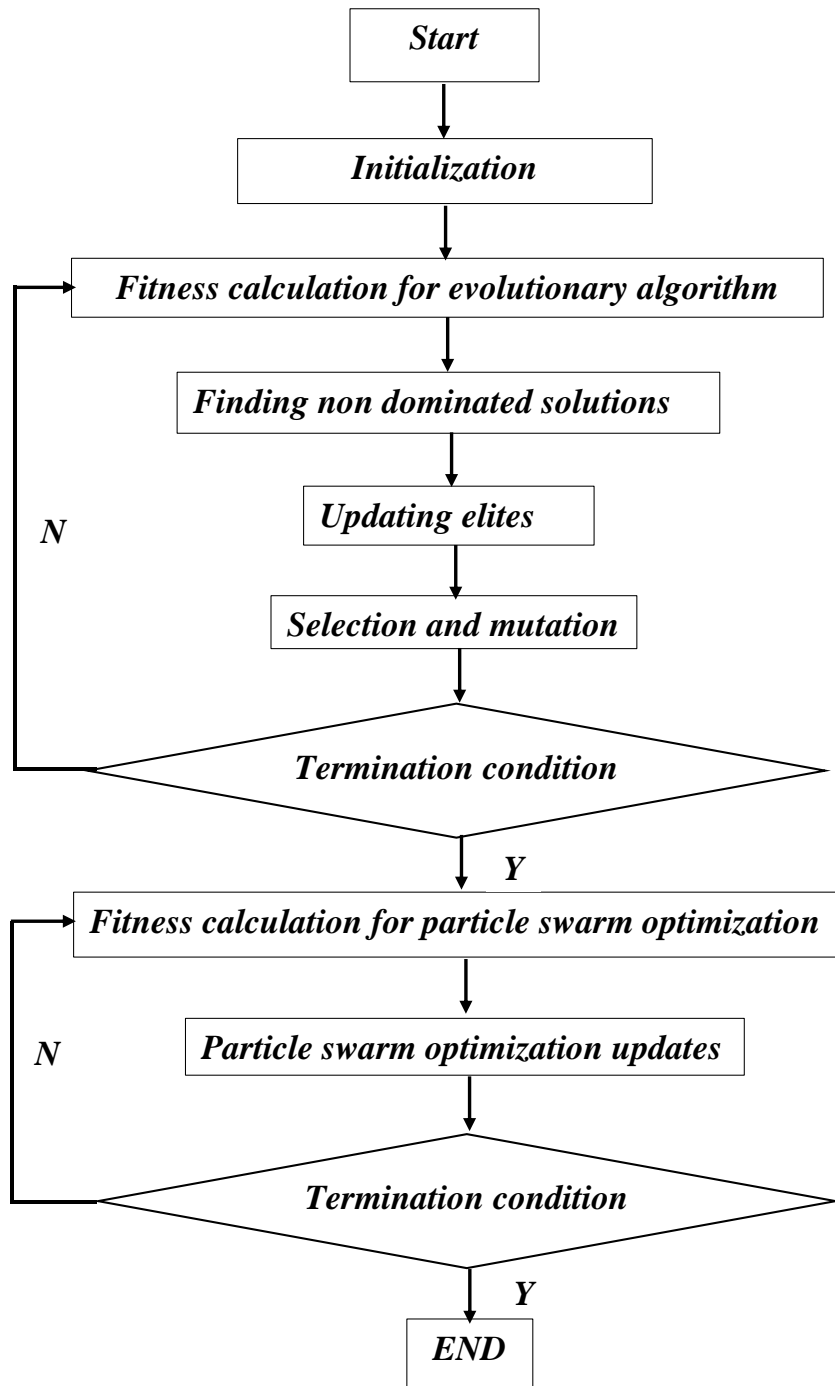 Start
Initialization
Fitness calculation for evolutionary algorithm
Finding non dominated solutions
Updating elites
N
Selection and mutation
Termination condition
Y
Fitness calculation for particle swarm optimization
Particle swarm optimization updates
N
Termination condition
Y
END